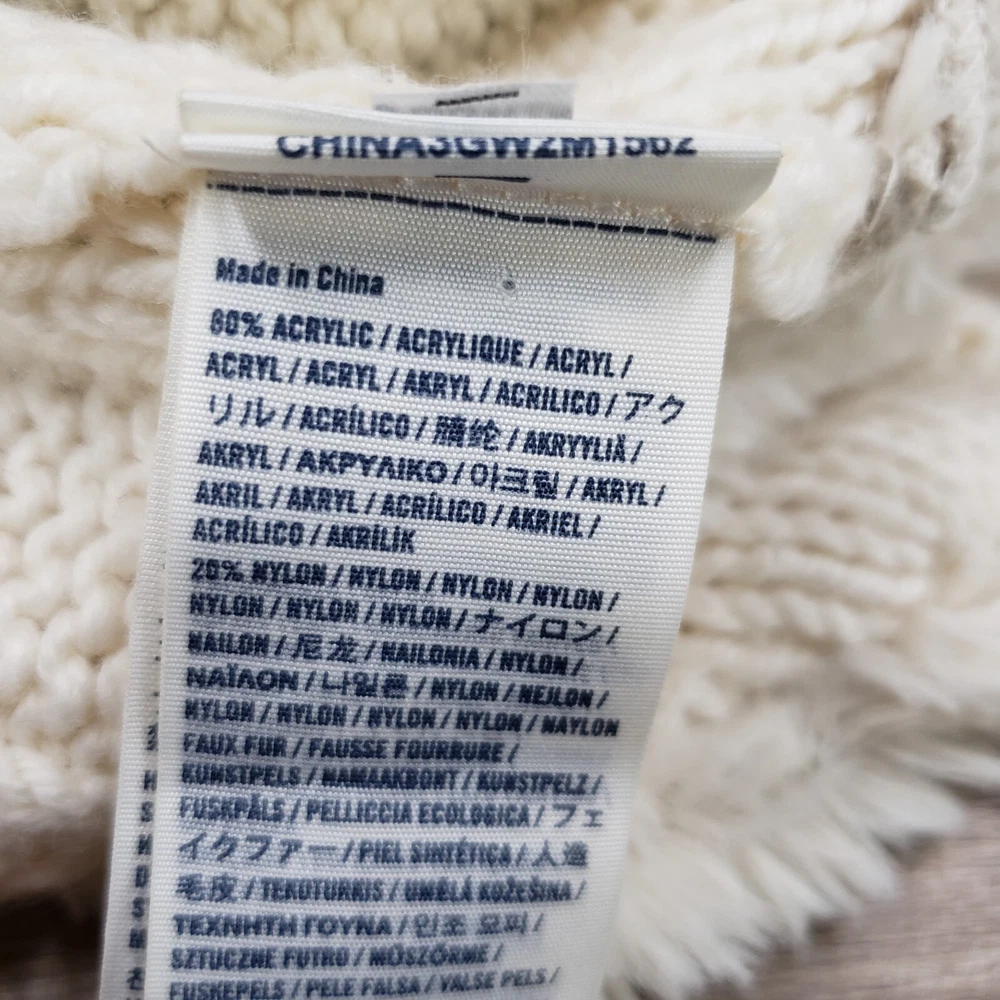 CHINA3GW2M1562
Made in China
80% ACRYLIC / ACRYLIQUE / ACRYL /
ACRYL / ACRYL / AKRYL / ACRILICO / アク
リル / ACRÍLICO / 腈纶 / AKRYYLIÄ /
AKRYL / ΑΚΡΥΛΙΚΟ / 아크릴 / AKRYL /
AKRIL / AKRYL / ACRÍLICO / AKRIEL /
ACRÍLICO / AKRİLİK
20% NYLON / NYLON / NYLON / NYLON /
NYLON / NYLON / NYLON / ナイロン /
NAILON / 尼龙 / NAILONIA / NYLON /
ΝΑΪΛΟΝ / 나일론 / NYLON / NEJLON /
NYLON / NYLON / NYLON / NYLON / NAYLON
FAUX FUR / FAUSSE FOURRURE /
KUNSTPELS / NAMAAKBONT / KUNSTPELZ /
FUSKPÄLS / PELLICCIA ECOLOGICA / フェ
イクファー / PIEL SINTÉTICA / 人造
毛皮 / TEKOTURKIS / UMĚLÁ KOŽEŠINA /
ΤΕΧΝΗΤΗ ΓΟΥΝΑ / 인조 모피 /
SZTUCZNE FUTRO / MŰSZŐRME /
FUSKEPELS / PELE FALSA / VALSE PELS /